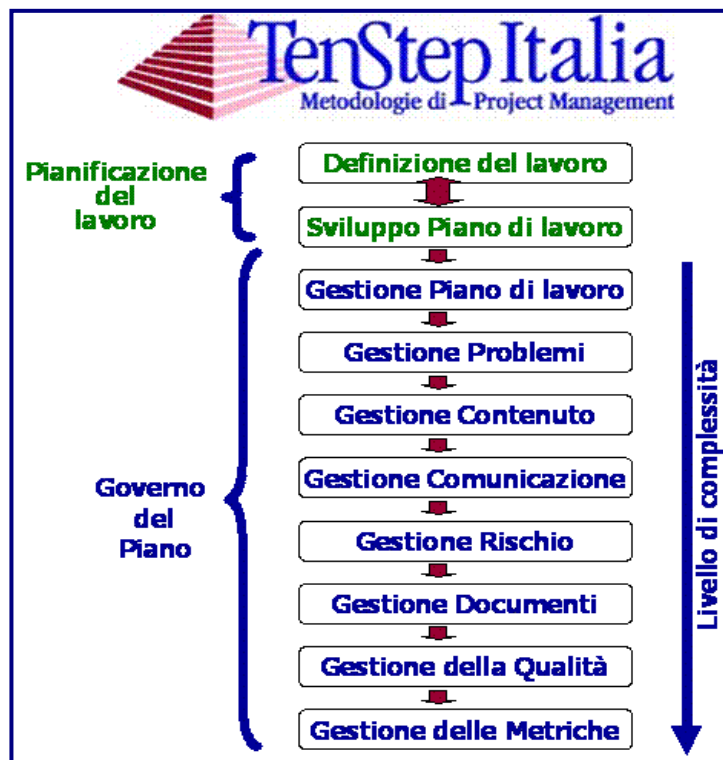 TenStep Italia
Metodologie di Project Management
Pianificazione
del
lavoro
Definizione del lavoro
Sviluppo Piano di lavoro
Gestione Piano di lavoro
Gestione Problemi
Gestione Contenuto
Gestione Comunicazione
Gestione Rischio
Gestione Documenti
Gestione della Qualità
Gestione delle Metriche
Governo
del
Piano
Livello di complessità